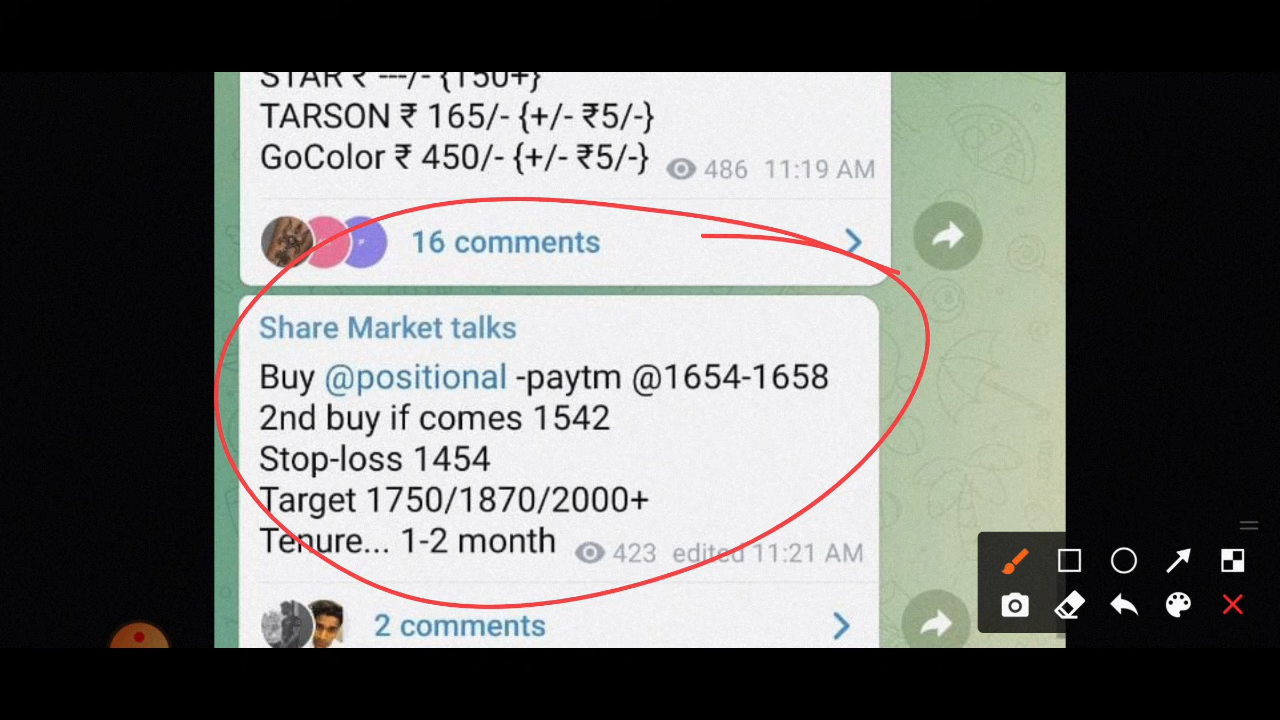 STAR ₹ ---/- {150+}
TARSON ₹ 165/- {+/- ₹5/-}
GoColor ₹ 450/- {+/- ₹5/-}
486 11:19 AM
16 comments
Share Market talks
Buy @positional -paytm @1654-1658
2nd buy if comes 1542
Stop-loss 1454
Target 1750/1870/2000+
Tenure... 1-2 month
423 edited 11:21 AM
2 comments